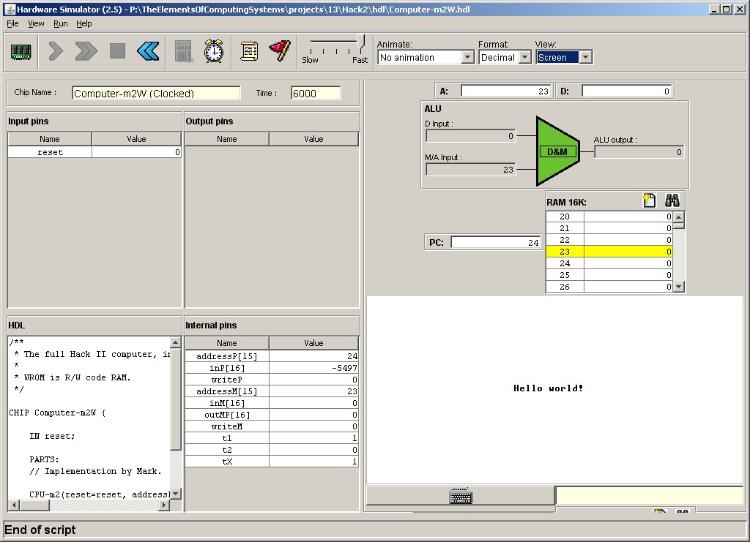 Hardware Simulator (2.5) - P:\TheElementsOfComputingSystems\projects\13\Hack2\hdl\Computer-m2W.hdl
File View Run Help
Slow Fast
Animate: Format: View:
No animation Decimal Screen
Chip Name : Computer-m2W (Clocked) Time : 6000
Input pins
Name Value
reset 0
Output pins
Name Value
HDL
/**
* The full Hack II computer, in
*
* WROM is R/W code RAM.
*/
CHIP Computer-m2W (
IN reset;
PARTS:
// Implementation by Mark.
CPU-m2(reset=reset, address
Internal pins
Name Value
addressP[15] 24
inP[16] -5497
writeP 0
addressM[15] 23
inM[16] 0
outMP[16] 0
writeM 0
t1 1
t2 0
tX 1
A: 23 D: 0
ALU
D Input :
0
M/A Input :
23
D&M
ALU output :
0
PC: 24
RAM 16K:
20 0
21 0
22 0
23 0
24 0
25 0
26 0
Hello world!
End of script